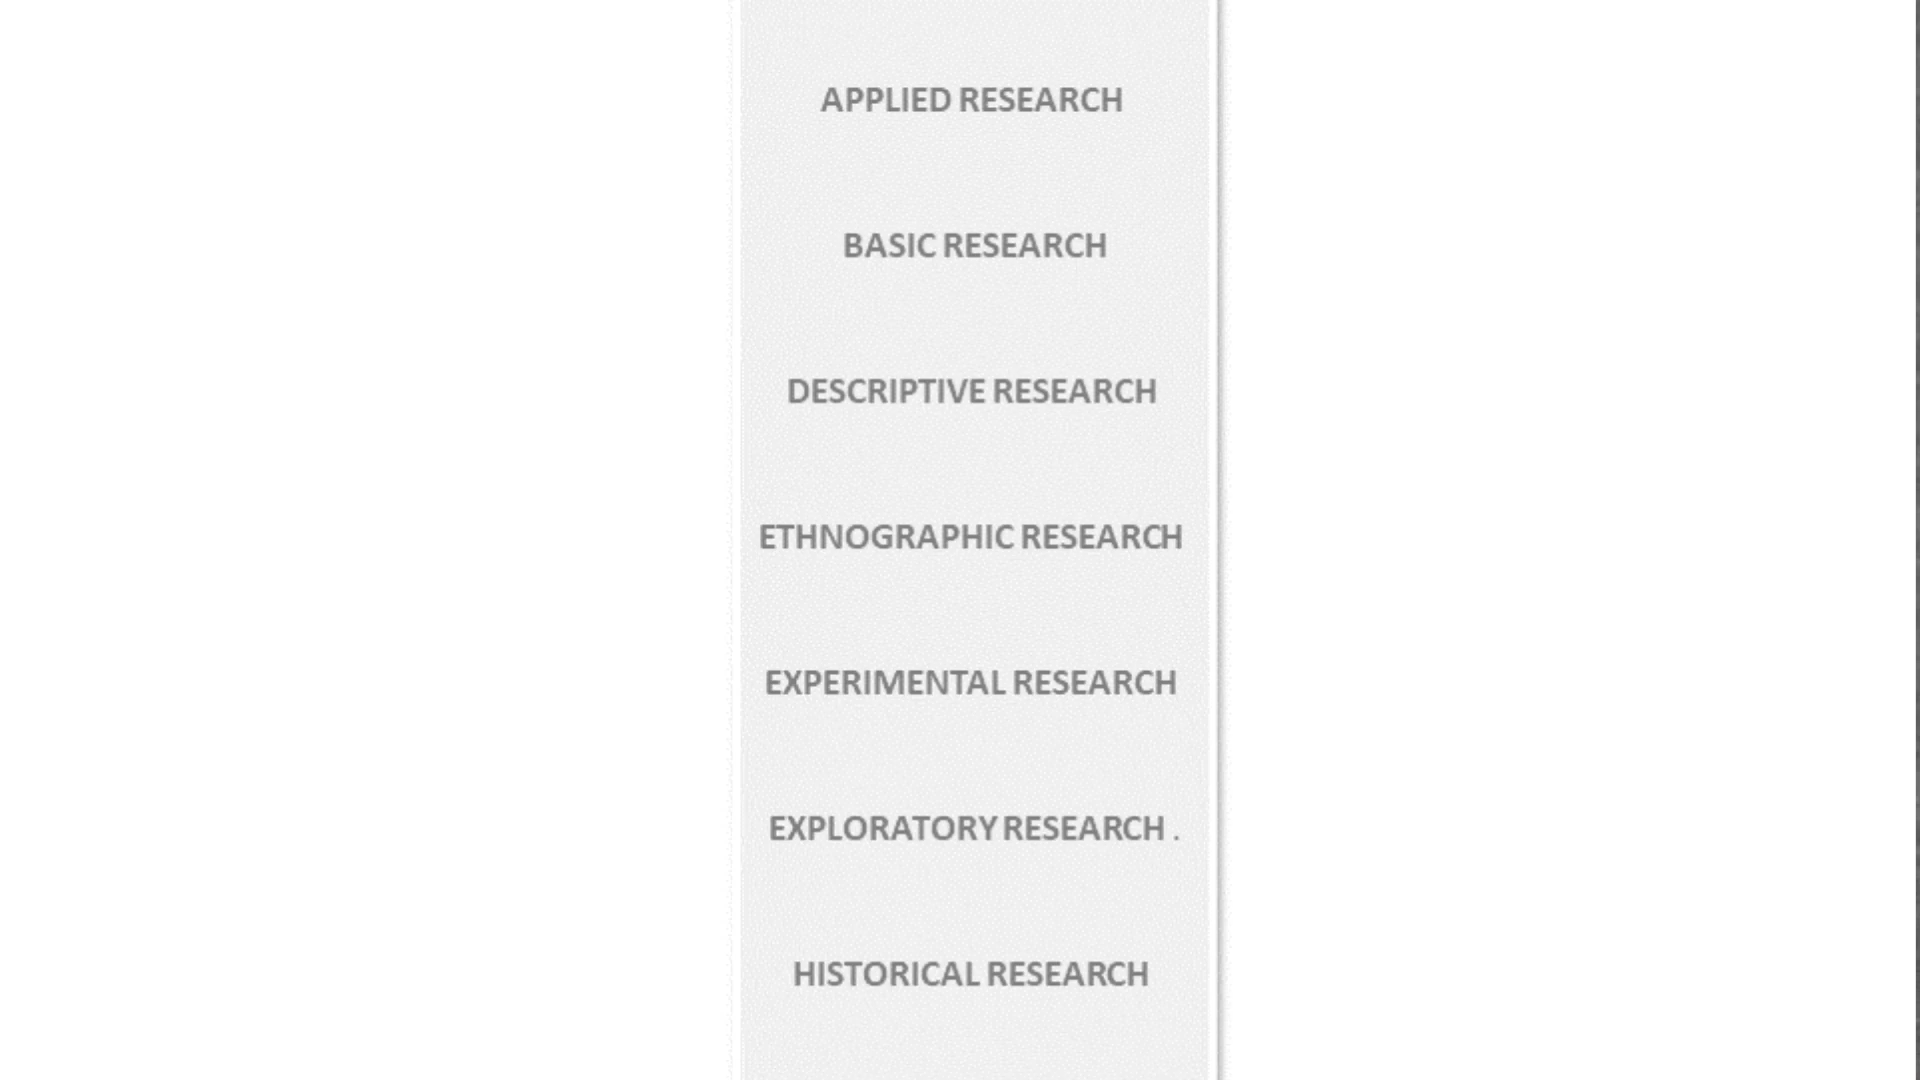 APPLIED RESEARCH
BASIC RESEARCH
DESCRIPTIVE RESEARCH
ETHNOGRAPHIC RESEARCH
EXPERIMENTAL RESEARCH
EXPLORATORY RESEARCH .
HISTORICAL RESEARCH